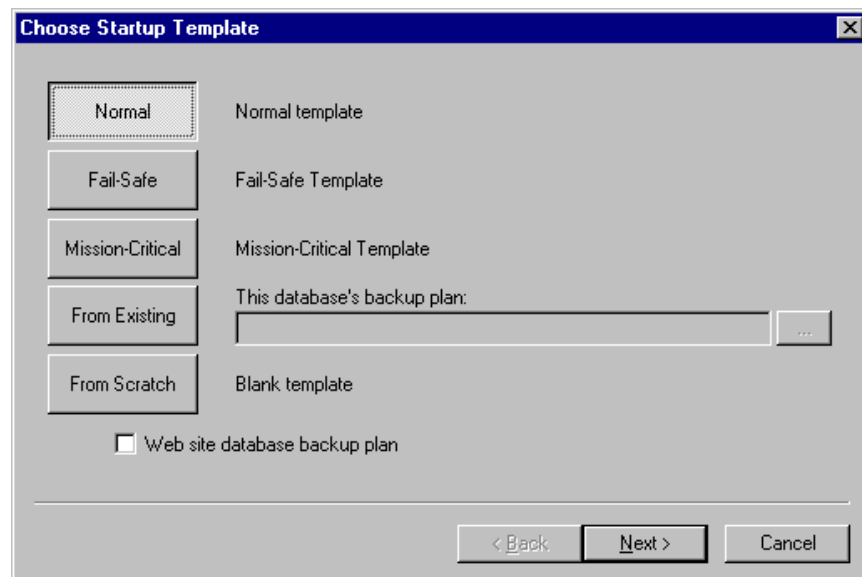 Choose Startup Template
Normal Normal template
Fail-Safe Fail-Safe Template
Mission-Critical Mission-Critical Template
This database's backup plan:
From Existing ...
From Scratch Blank template
Web site database backup plan
< Back Next > Cancel